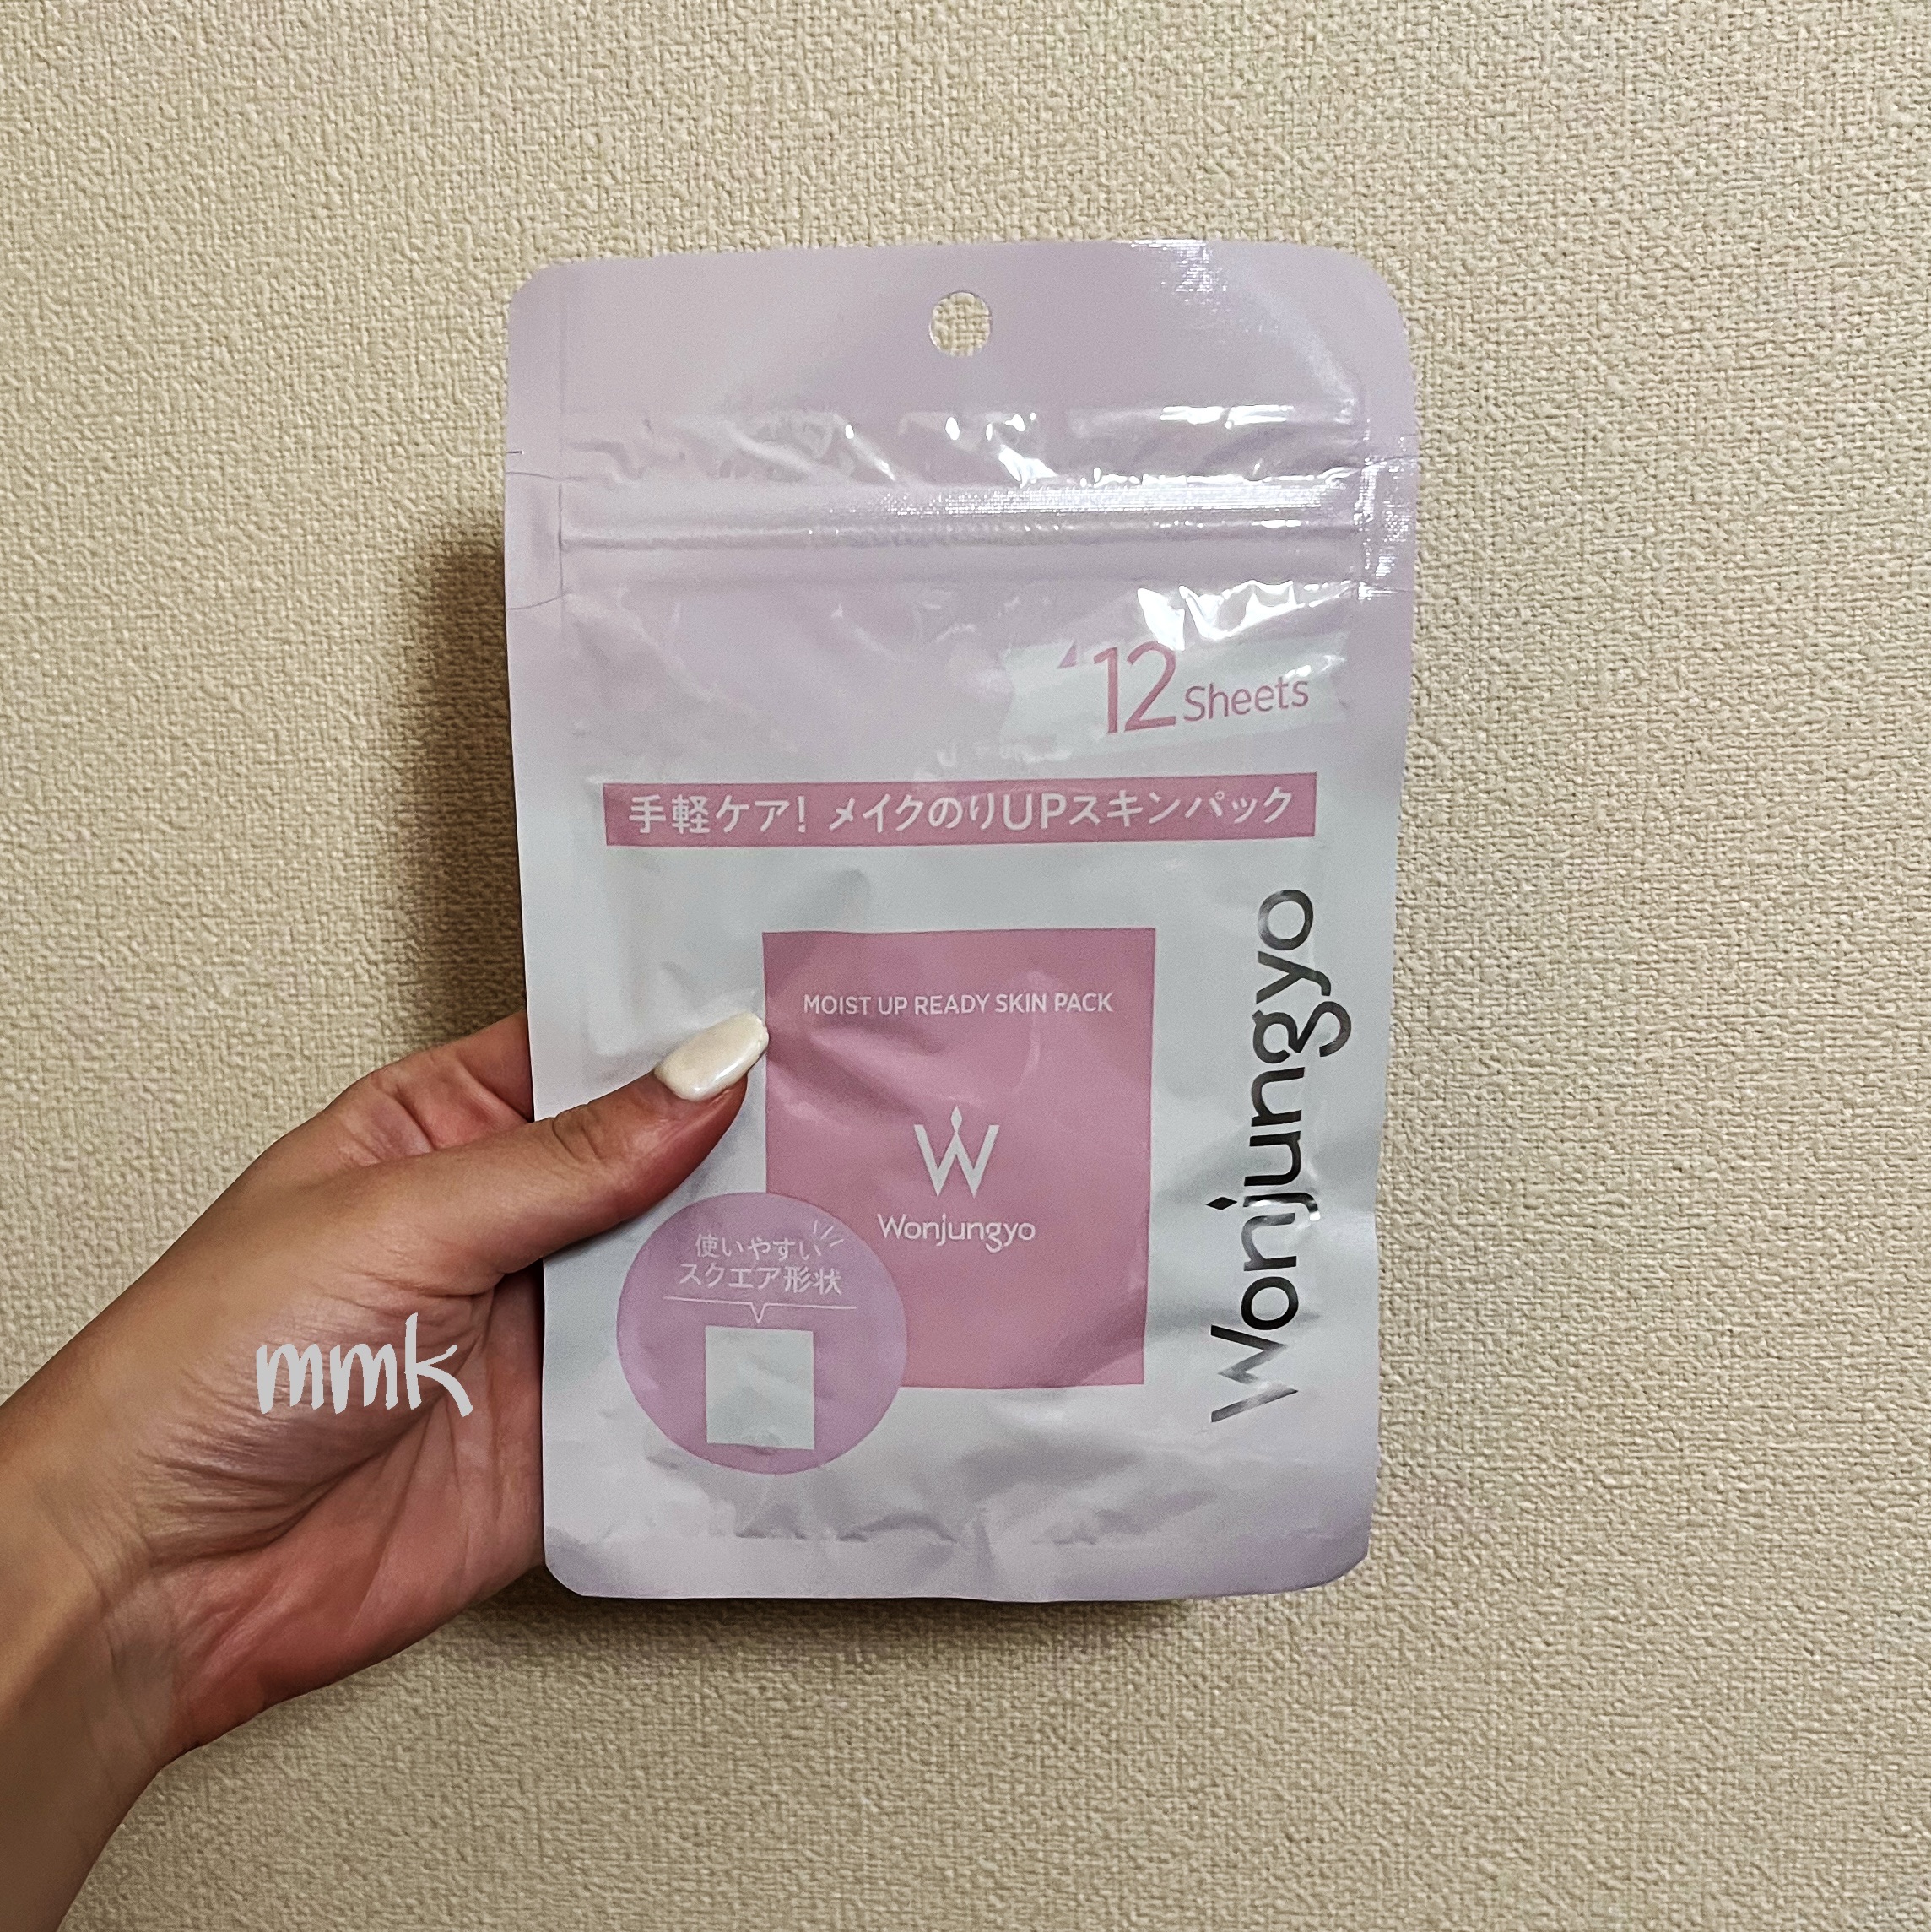 12 Sheets
手軽ケア! メイクのりUPスキンパック
MOIST UP READY SKIN PACK
W
Wonjungyo
Wonjungyo
使いやすい
スクエア形状
mmk